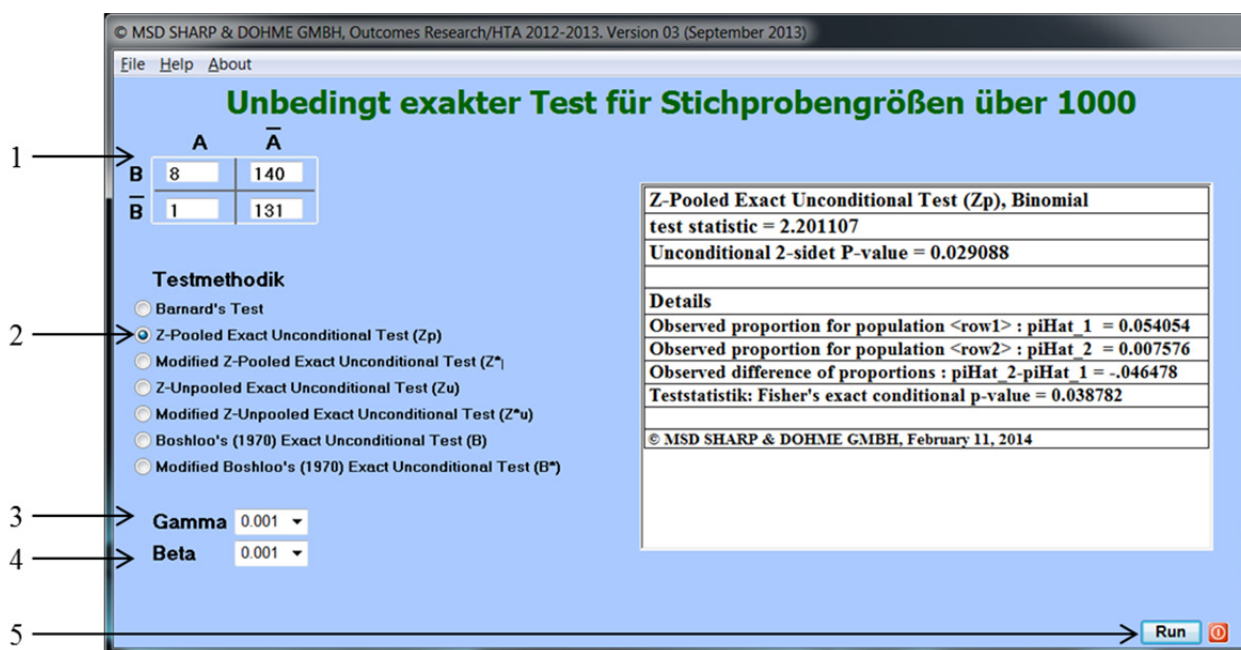 © MSD SHARP & DOHME GMBH, Outcomes Research/HTA 2012-2013. Version 03 (September 2013)
File Help About
Unbedingt exakter Test für Stichprobengrößen über 1000
A A̅
1
B 8 140
B̅ 1 131
Testmethodik
Barnard's Test
2 Z-Pooled Exact Unconditional Test (Zp)
Modified Z-Pooled Exact Unconditional Test (Z*|
Z-Unpooled Exact Unconditional Test (Zu)
Modified Z-Unpooled Exact Unconditional Test (Z*u)
Boshloo's (1970) Exact Unconditional Test (B)
Modified Boshloo's (1970) Exact Unconditional Test (B*)
3 Gamma 0.001
4 Beta 0.001
Z-Pooled Exact Unconditional Test (Zp), Binomial
test statistic = 2.201107
Unconditional 2-sidet P-value = 0.029088
Details
Observed proportion for population <row1> : piHat_1 = 0.054054
Observed proportion for population <row2> : piHat_2 = 0.007576
Observed difference of proportions : piHat_2-piHat_1 = -.046478
Teststatistik: Fisher's exact conditional p-value = 0.038782
© MSD SHARP & DOHME GMBH, February 11, 2014
5 Run